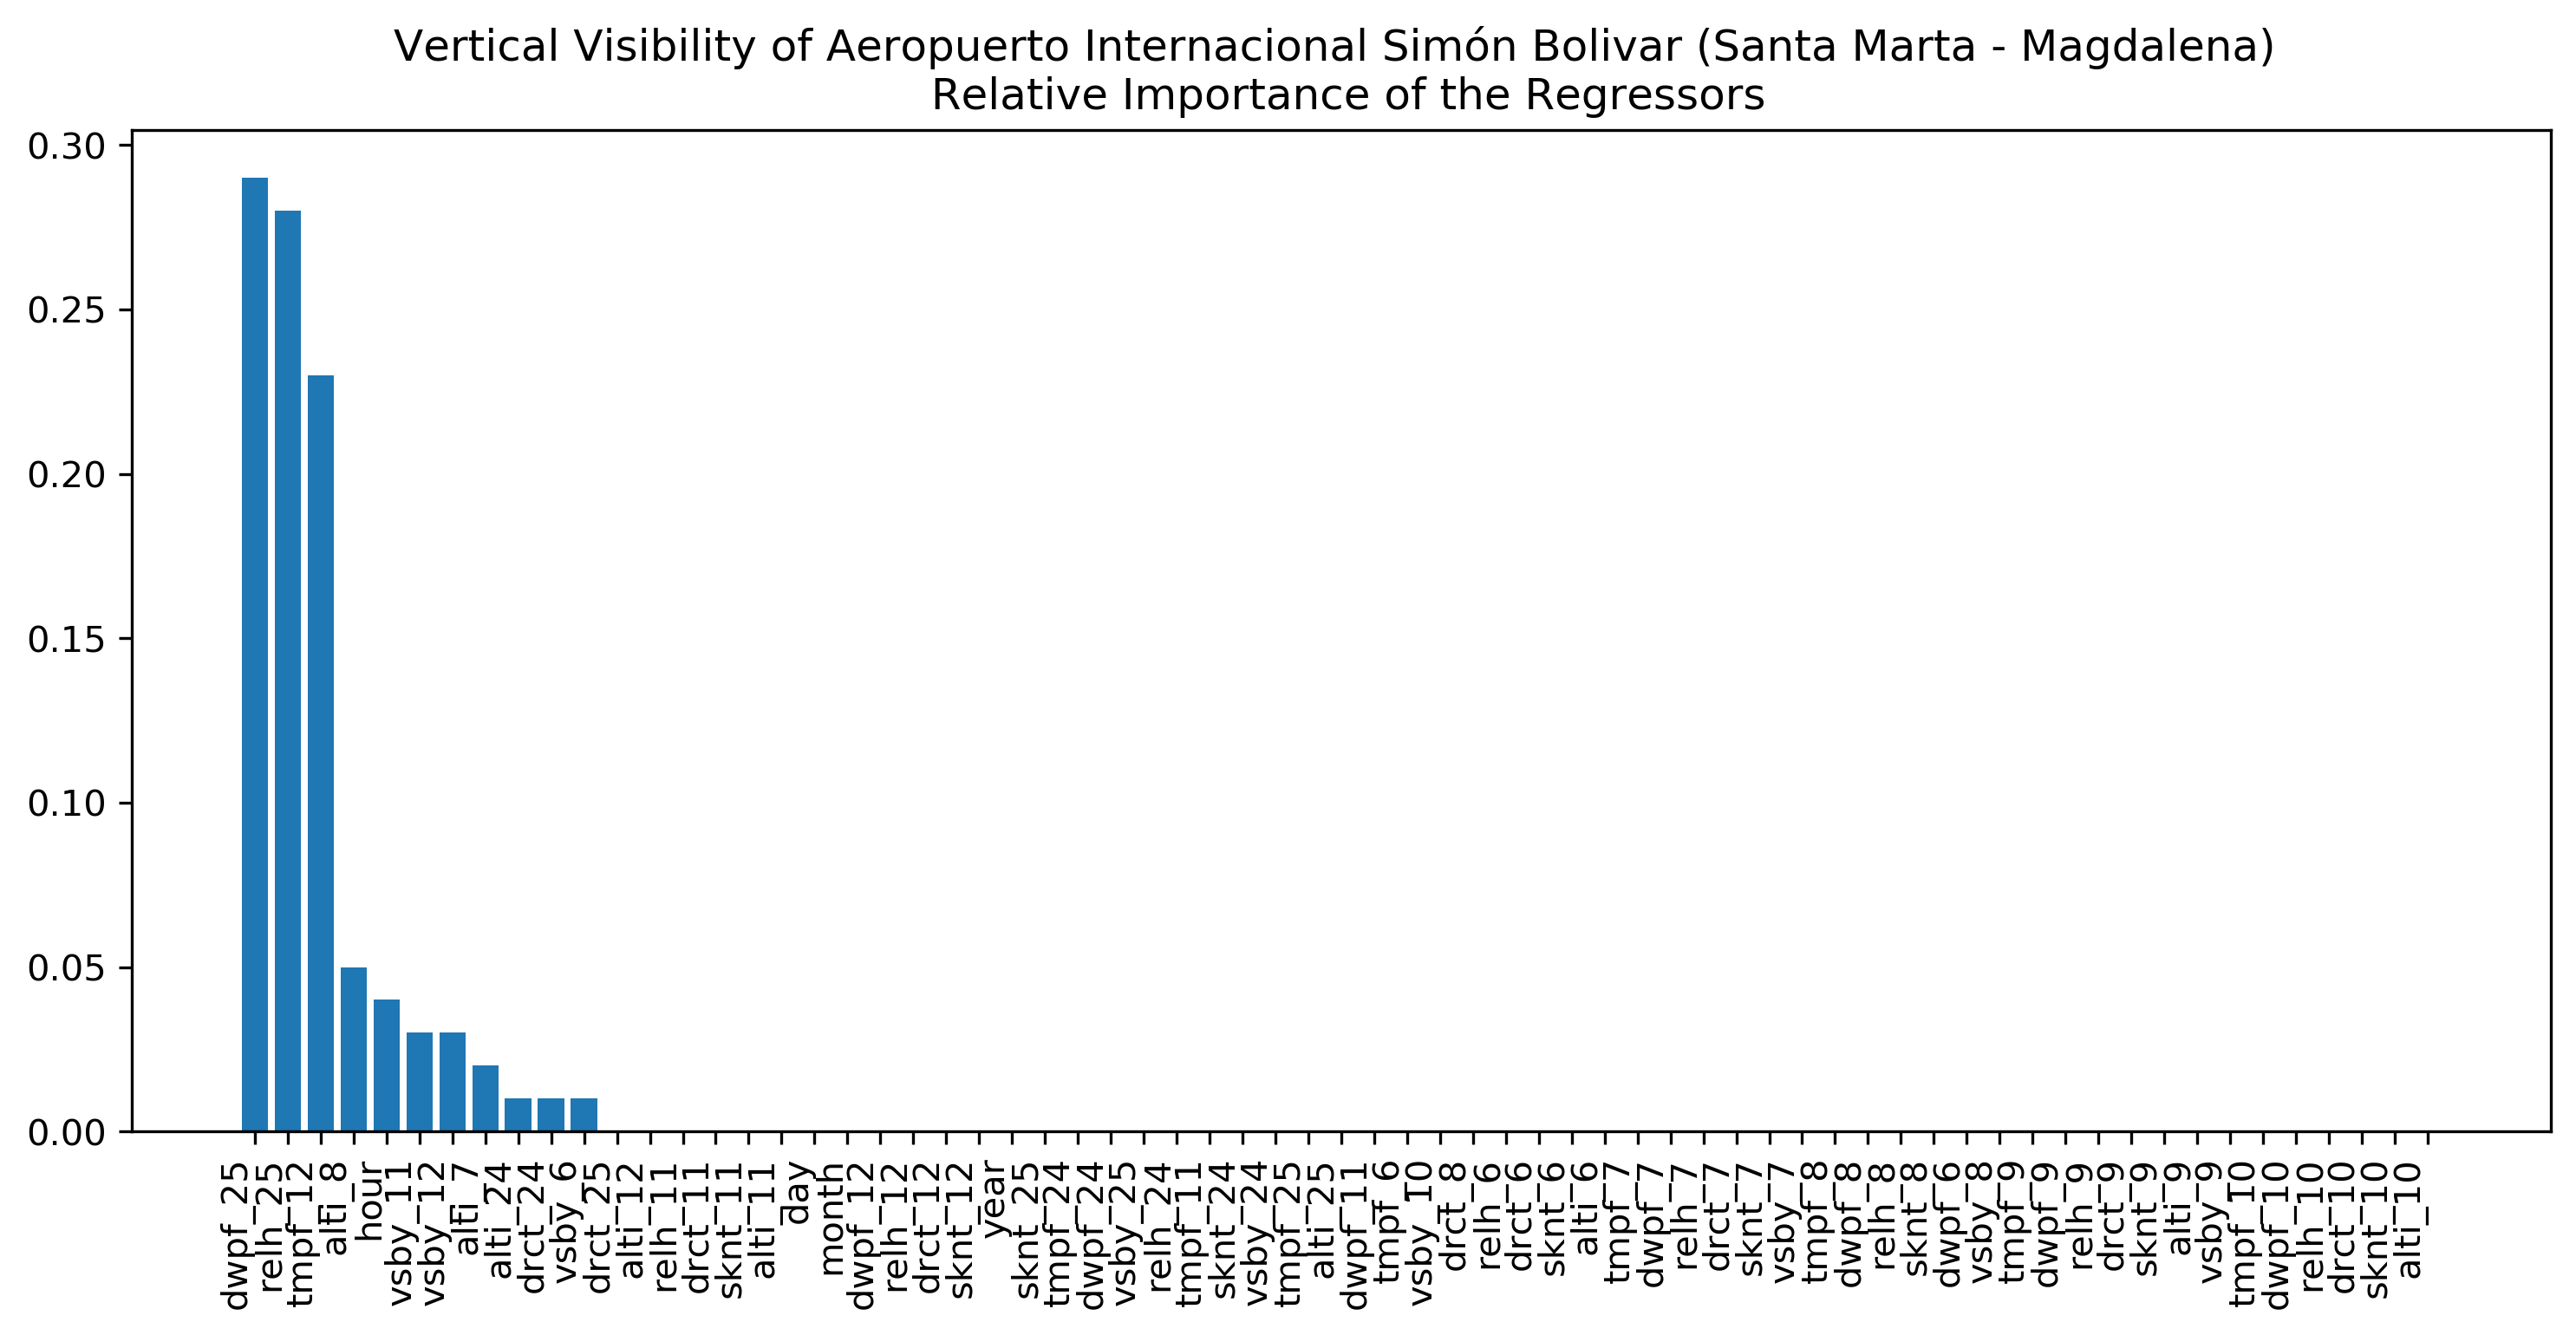 Vertical Visibility of Aeropuerto Internacional Simón Bolivar (Santa Marta - Magdalena)
Relative Importance of the Regressors
0.30
0.25
0.20
0.15
0.10
0.05
0.00
dwpf_25
relh_25
tmpf_12
alti_8
hour
vsby_11
vsby_12
alti_7
alti_24
drct_24
vsby_6
drct_25
alti_12
relh_11
drct_11
sknt_11
alti_11
day
month
dwpf_12
relh_12
drct_12
sknt_12
year
sknt_25
tmpf_24
dwpf_24
vsby_25
relh_24
tmpf_11
sknt_24
vsby_24
tmpf_25
alti_25
dwpf_11
tmpf_6
vsby_10
drct_8
relh_6
drct_6
sknt_6
alti_6
tmpf_7
dwpf_7
relh_7
drct_7
sknt_7
vsby_7
tmpf_8
dwpf_8
relh_8
sknt_8
dwpf_6
vsby_8
tmpf_9
dwpf_9
relh_9
drct_9
sknt_9
alti_9
vsby_9
tmpf_10
dwpf_10
relh_10
drct_10
sknt_10
alti_10